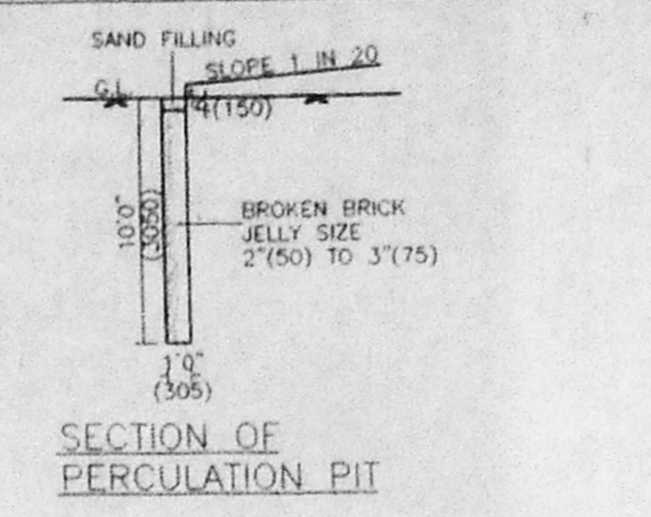 SAND FILLING
SLOPE 1 IN 20
G.L.
(150)
10'0"
(3050)
BROKEN BRICK
JELLY SIZE
2"(50) TO 3"(75)
1'0"
(305)
SECTION OF
PERCULATION PIT